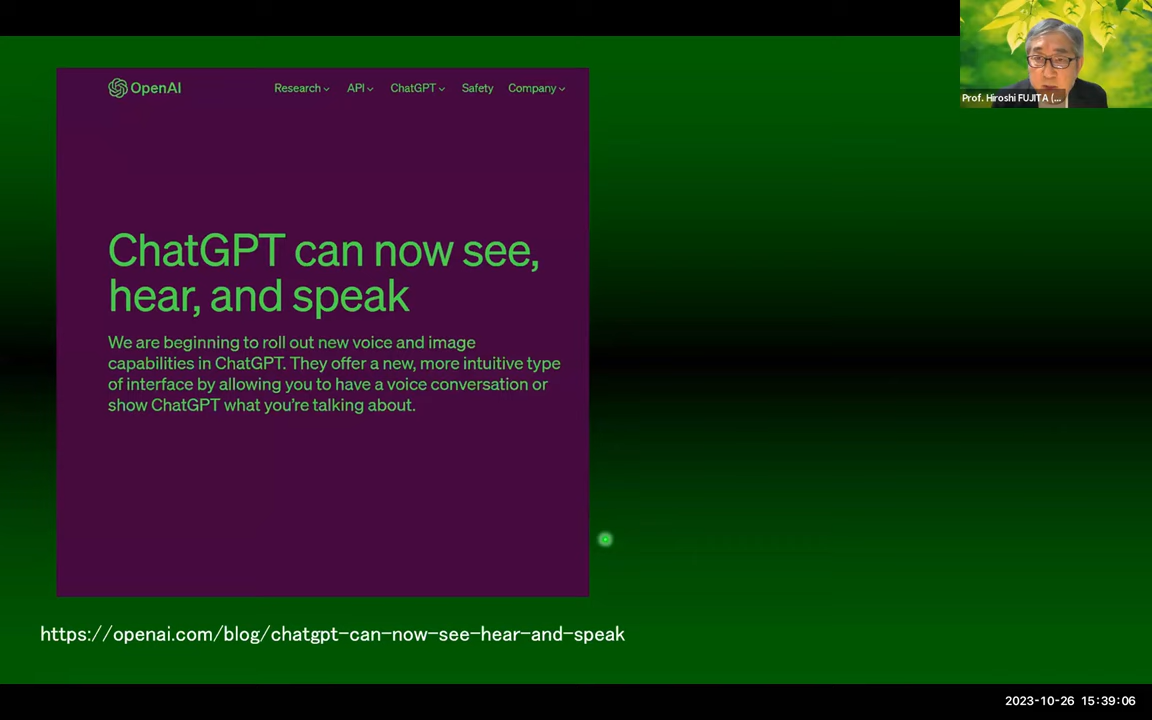 OpenAI
Research API ChatGPT Safety Company
ChatGPT can now see,
hear, and speak
We are beginning to roll out new voice and image
capabilities in ChatGPT. They offer a new, more intuitive type
of interface by allowing you to have a voice conversation or
show ChatGPT what you're talking about.
https://openai.com/blog/chatgpt-can-now-see-hear-and-speak
Prof. Hiroshi FUJITA (...
2023-10-26 15:39:06